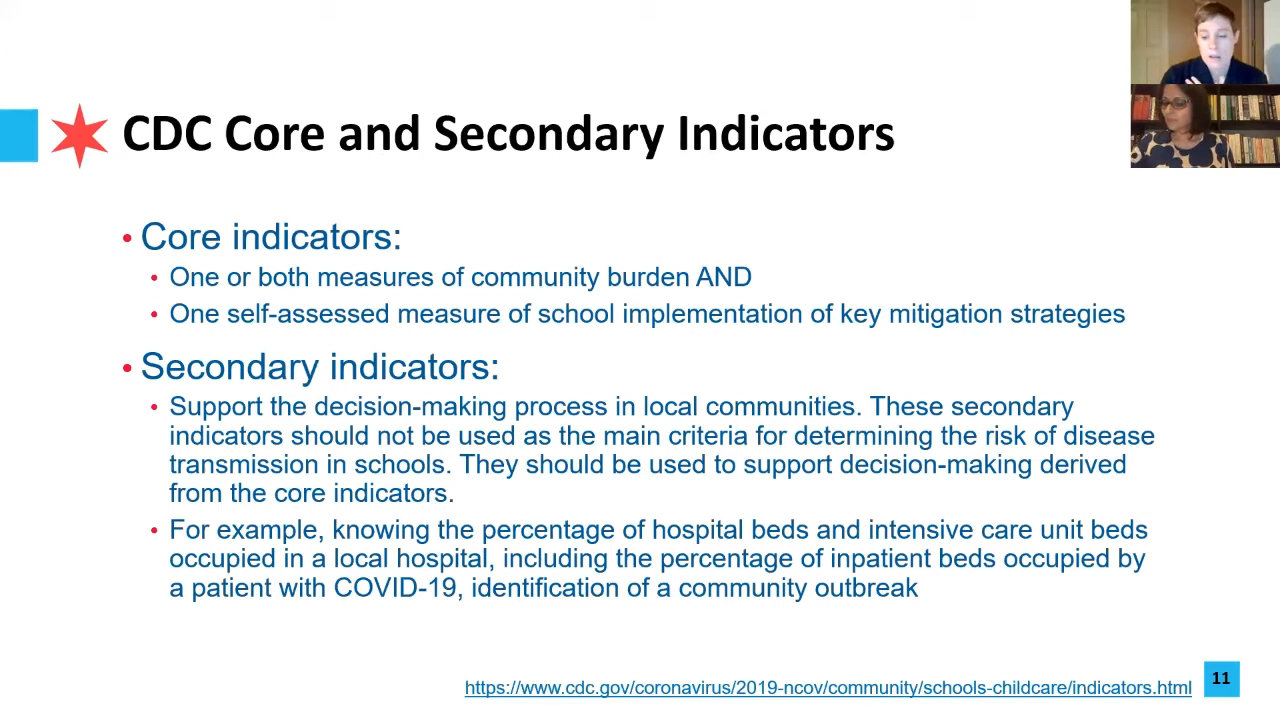 CDC Core and Secondary Indicators
• Core indicators:
• One or both measures of community burden AND
• One self-assessed measure of school implementation of key mitigation strategies
• Secondary indicators:
• Support the decision-making process in local communities. These secondary
indicators should not be used as the main criteria for determining the risk of disease
transmission in schools. They should be used to support decision-making derived
from the core indicators.
• For example, knowing the percentage of hospital beds and intensive care unit beds
occupied in a local hospital, including the percentage of inpatient beds occupied by
a patient with COVID-19, identification of a community outbreak
https://www.cdc.gov/coronavirus/2019-ncov/community/schools-childcare/indicators.html
11